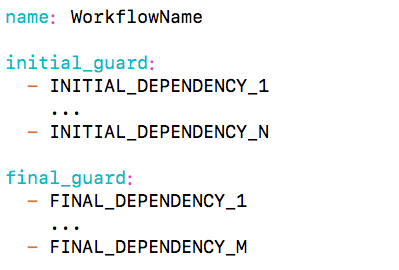 name: WorkflowName
initial_guard:
- INITIAL_DEPENDENCY_1
...
- INITIAL_DEPENDENCY_N
final_guard:
- FINAL_DEPENDENCY_1
...
- FINAL_DEPENDENCY_M